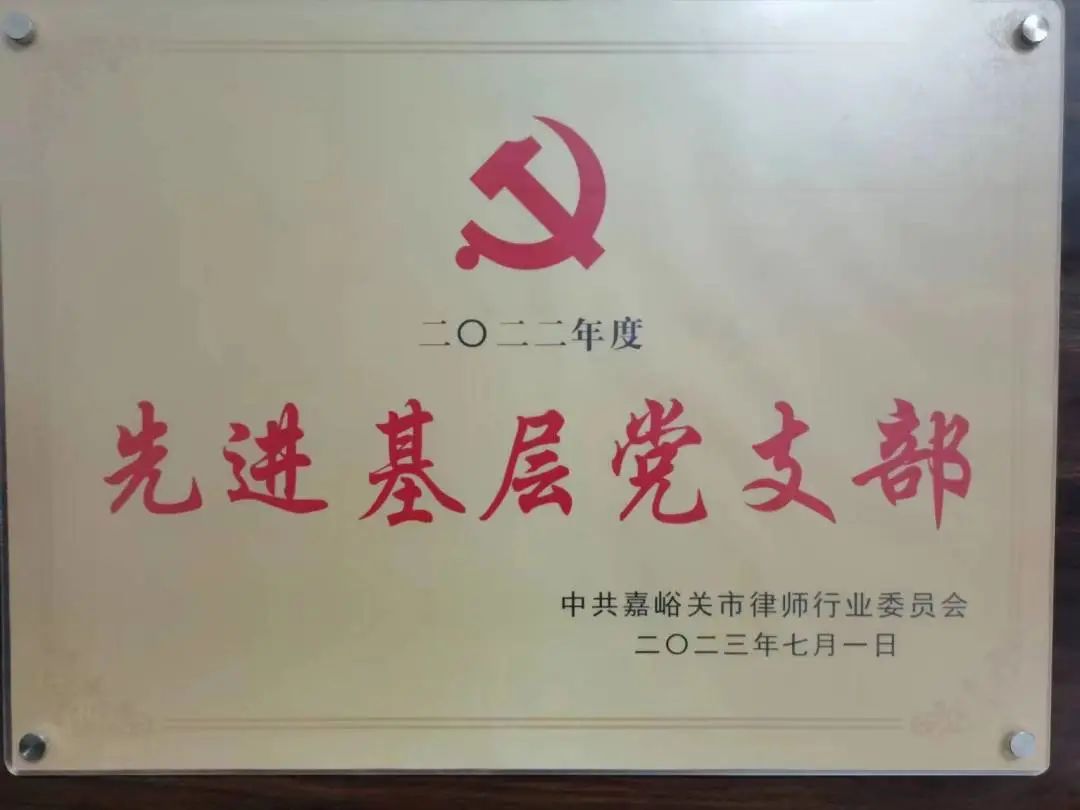 二〇二二年度
先进基层党支部
中共嘉峪关市律师行业委员会
二〇二三年七月一日